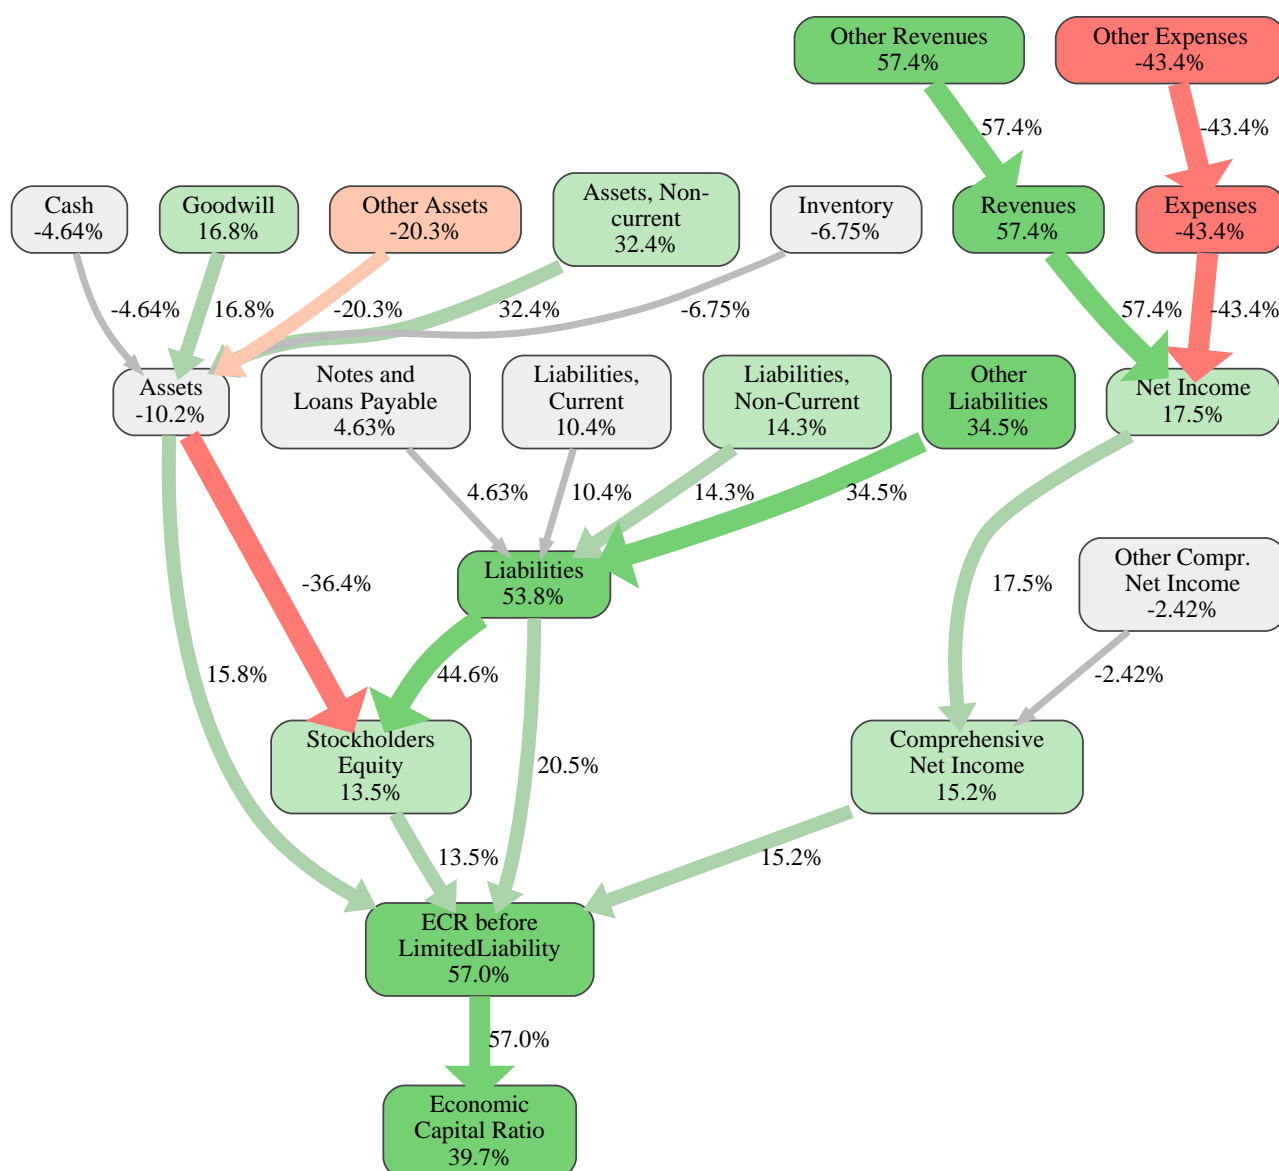 Other Revenues
57.4%
Other Expenses
-43.4%
57.4%
-43.4%
Cash
-4.64%
Goodwill
16.8%
Other Assets
-20.3%
Assets, Non-
current
32.4%
Inventory
-6.75%
Revenues
57.4%
Expenses
-43.4%
-4.64%
16.8%
-20.3%
32.4%
-6.75%
57.4%
-43.4%
Assets
-10.2%
Notes and
Loans Payable
4.63%
Liabilities,
Current
10.4%
Liabilities,
Non-Current
14.3%
Other
Liabilities
34.5%
Net Income
17.5%
4.63%
10.4%
14.3%
34.5%
Liabilities
53.8%
-36.4%
17.5%
Other Compr.
Net Income
-2.42%
15.8%
44.6%
-2.42%
Stockholders
Equity
13.5%
20.5%
Comprehensive
Net Income
15.2%
13.5%
15.2%
ECR before
LimitedLiability
57.0%
57.0%
Economic
Capital Ratio
39.7%